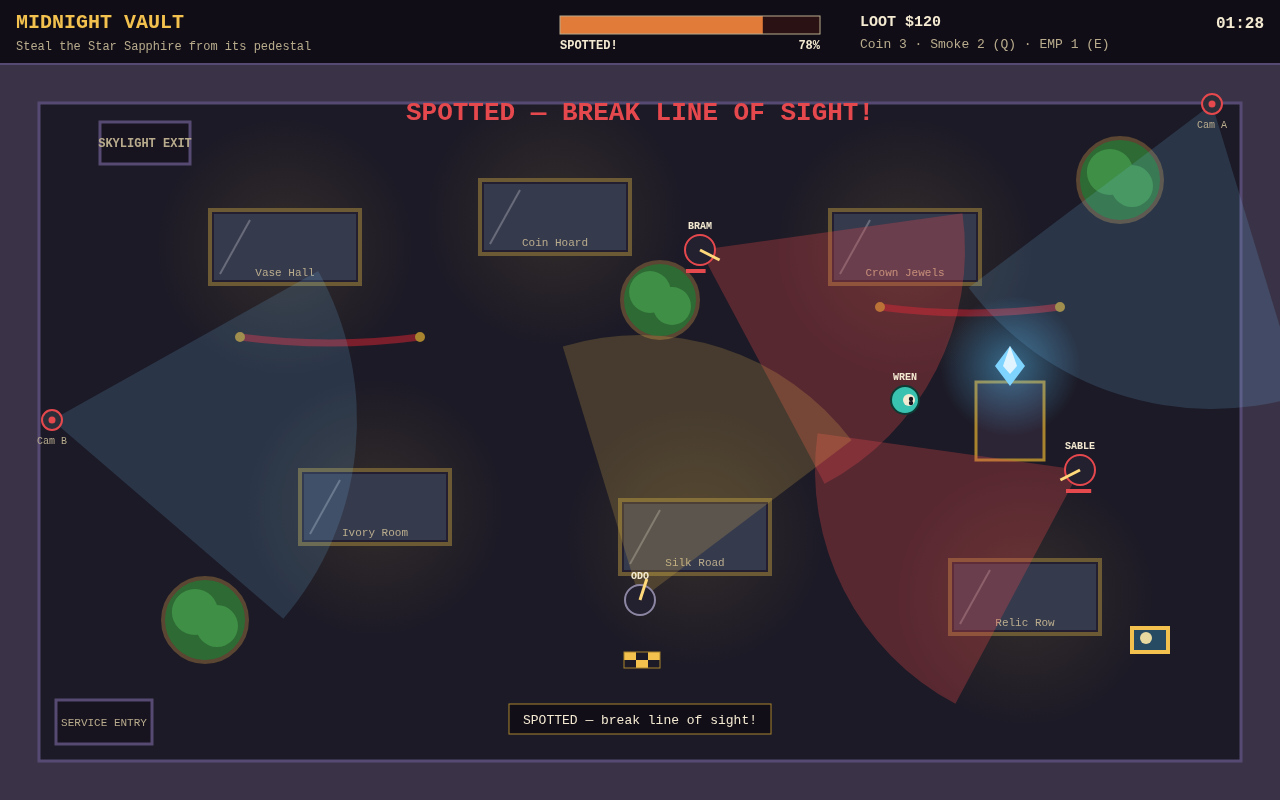 MIDNIGHT VAULT
Steal the Star Sapphire from its pedestal
SPOTTED!
78%
LOOT $120
Coin 3 · Smoke 2 (Q) · EMP 1 (E)
01:28
SPOTTED — BREAK LINE OF SIGHT!
Cam A
SKYLIGHT EXIT
BRAM
Coin Hoard
Vase Hall
Crown Jewels
WREN
Cam B
SABLE
Ivory Room
Silk Road
ODO
Relic Row
SERVICE ENTRY
SPOTTED — break line of sight!